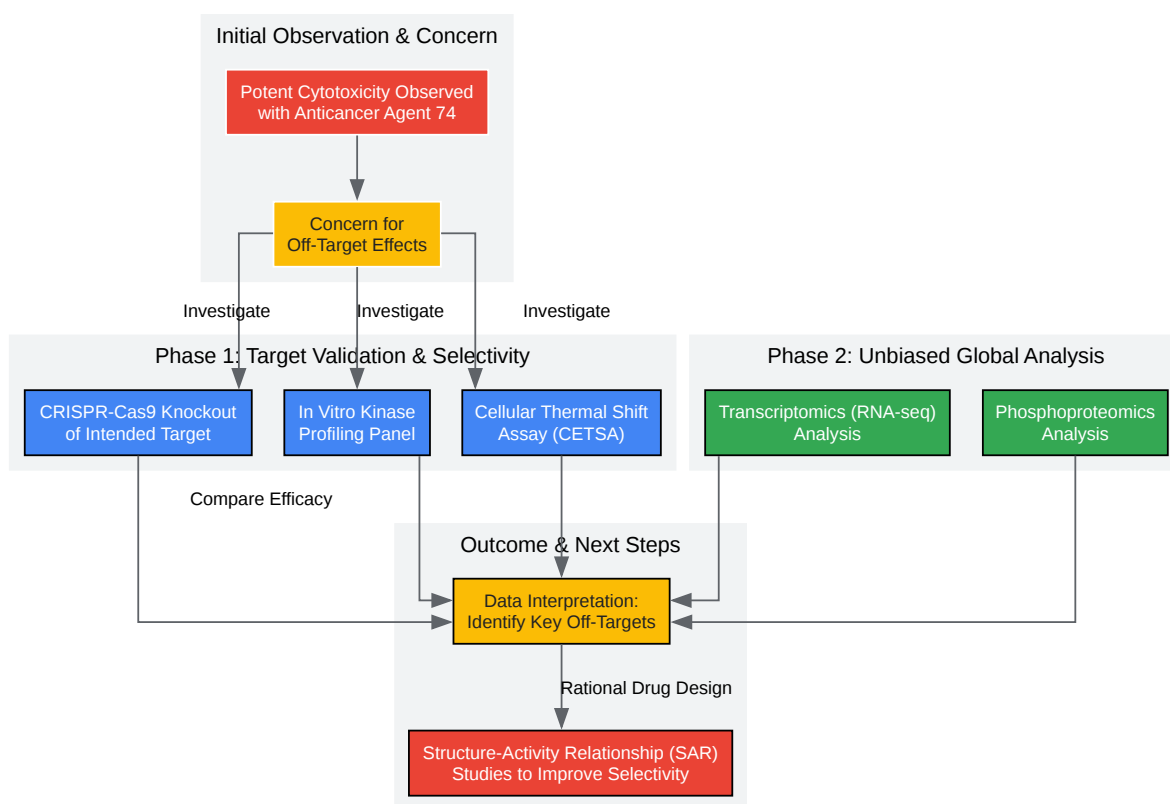 Initial Observation & Concern
Potent Cytotoxicity Observed
with Anticancer Agent 74
Concern for
Off-Target Effects
Investigate
Investigate
Investigate
Phase 1: Target Validation & Selectivity
Phase 2: Unbiased Global Analysis
CRISPR-Cas9 Knockout
of Intended Target
In Vitro Kinase
Profiling Panel
Cellular Thermal Shift
Assay (CETSA)
Transcriptomics (RNA-seq)
Analysis
Phosphoproteomics
Analysis
Compare Efficacy
Outcome & Next Steps
Data Interpretation:
Identify Key Off-Targets
Rational Drug Design
Structure-Activity Relationship (SAR)
Studies to Improve Selectivity